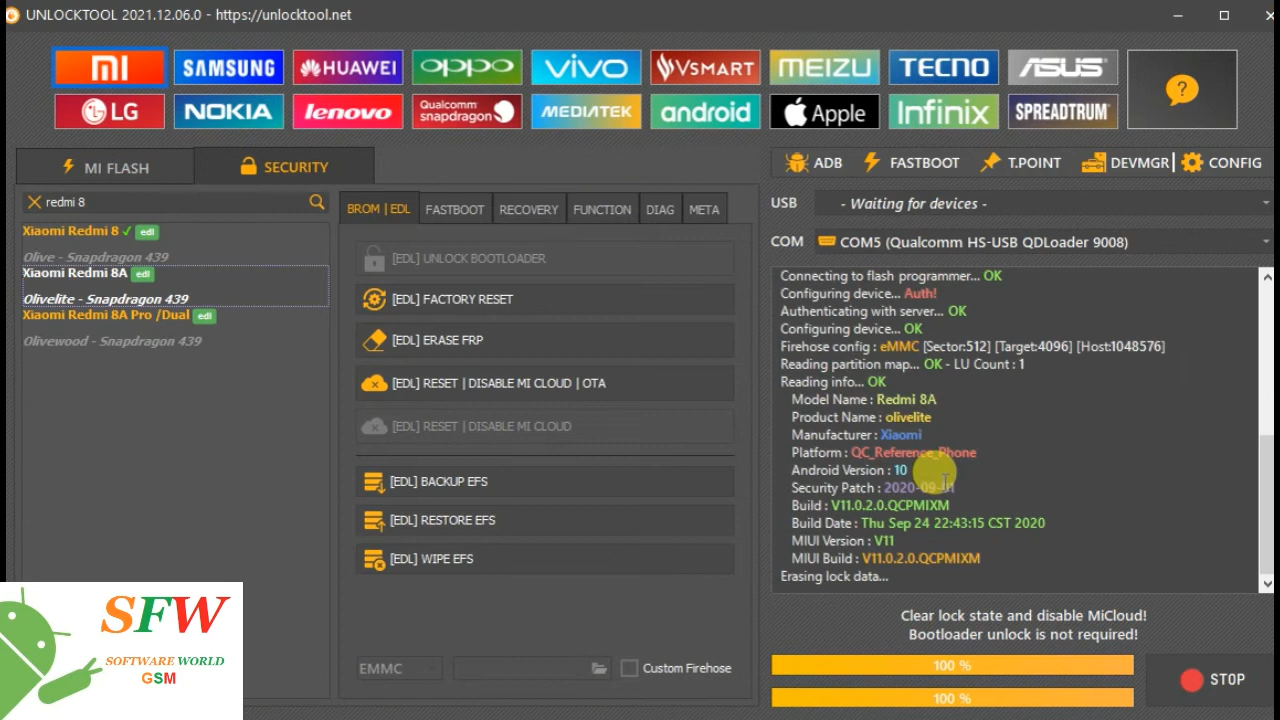 UNLOCKTOOL 2021.12.06.0 - https://unlocktool.net
SAMSUNG HUAWEI oppo vivo VSMART MEIZU TECNO ASUS ?
LG NOKIA lenovo Qualcomm snapdragon MEDIATEK android Apple Infinix SPREADTRUM
MI FLASH SECURITY
ADB FASTBOOT T.POINT DEVMGR CONFIG
redmi 8
Xiaomi Redmi 8 ✓ edl
Olive - Snapdragon 439
Xiaomi Redmi 8A edl
Olivelite - Snapdragon 439
Xiaomi Redmi 8A Pro /Dual edl
Olivewood - Snapdragon 439
BROM | EDL FASTBOOT RECOVERY FUNCTION DIAG META
[EDL] UNLOCK BOOTLOADER
[EDL] FACTORY RESET
[EDL] ERASE FRP
[EDL] RESET | DISABLE MI CLOUD | OTA
[EDL] RESET | DISABLE MI CLOUD
[EDL] BACKUP EFS
[EDL] RESTORE EFS
[EDL] WIPE EFS
EMMC Custom Firehose
USB - Waiting for devices -
COM COM5 (Qualcomm HS-USB QDLoader 9008)
Connecting to flash programmer... OK
Configuring device... Auth!
Authenticating with server... OK
Configuring device... OK
Firehose config : eMMC [Sector:512] [Target:4096] [Host:1048576]
Reading partition map... OK - LU Count : 1
Reading info... OK
Model Name : Redmi 8A
Product Name : olivelite
Manufacturer : Xiaomi
Platform : QC_Reference_Phone
Android Version : 10
Security Patch : 2020-09-01
Build : V11.0.2.0.QCPMIXM
Build Date : Thu Sep 24 22:43:15 CST 2020
MIUI Version : V11
MIUI Build : V11.0.2.0.QCPMIXM
Erasing lock data...
Clear lock state and disable MiCloud!
Bootloader unlock is not required!
100 %
100 %
STOP
SFW
SOFTWARE WORLD
GSM